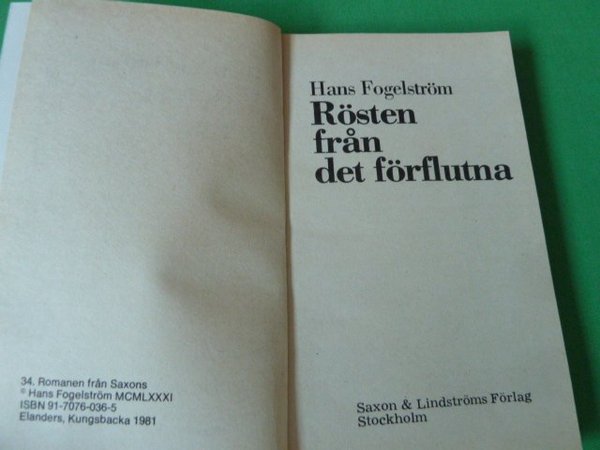 34. Romanen från Saxons
© Hans Fogelström MCMLXXXI
ISBN 91-7076-036-5
Elanders, Kungsbacka 1981
Hans Fogelström
Rösten
från
det förflutna
Saxon & Lindströms Förlag
Stockholm